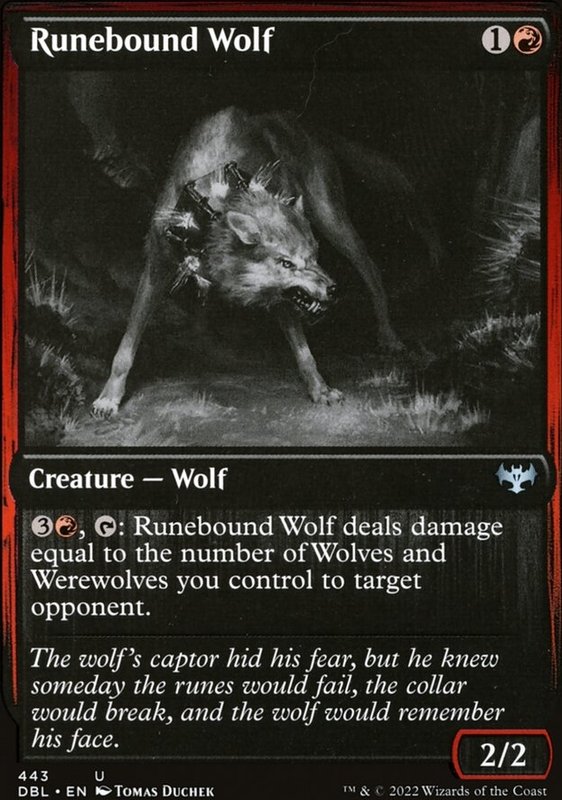 Runebound Wolf
1
Creature — Wolf
3, : Runebound Wolf deals damage
equal to the number of Wolves and
Werewolves you control to target
opponent.
The wolf's captor hid his fear, but he knew
someday the runes would fail, the collar
would break, and the wolf would remember
his face.
2/2
443 U
DBL • EN Tomas Duchek
™ & © 2022 Wizards of the Coast